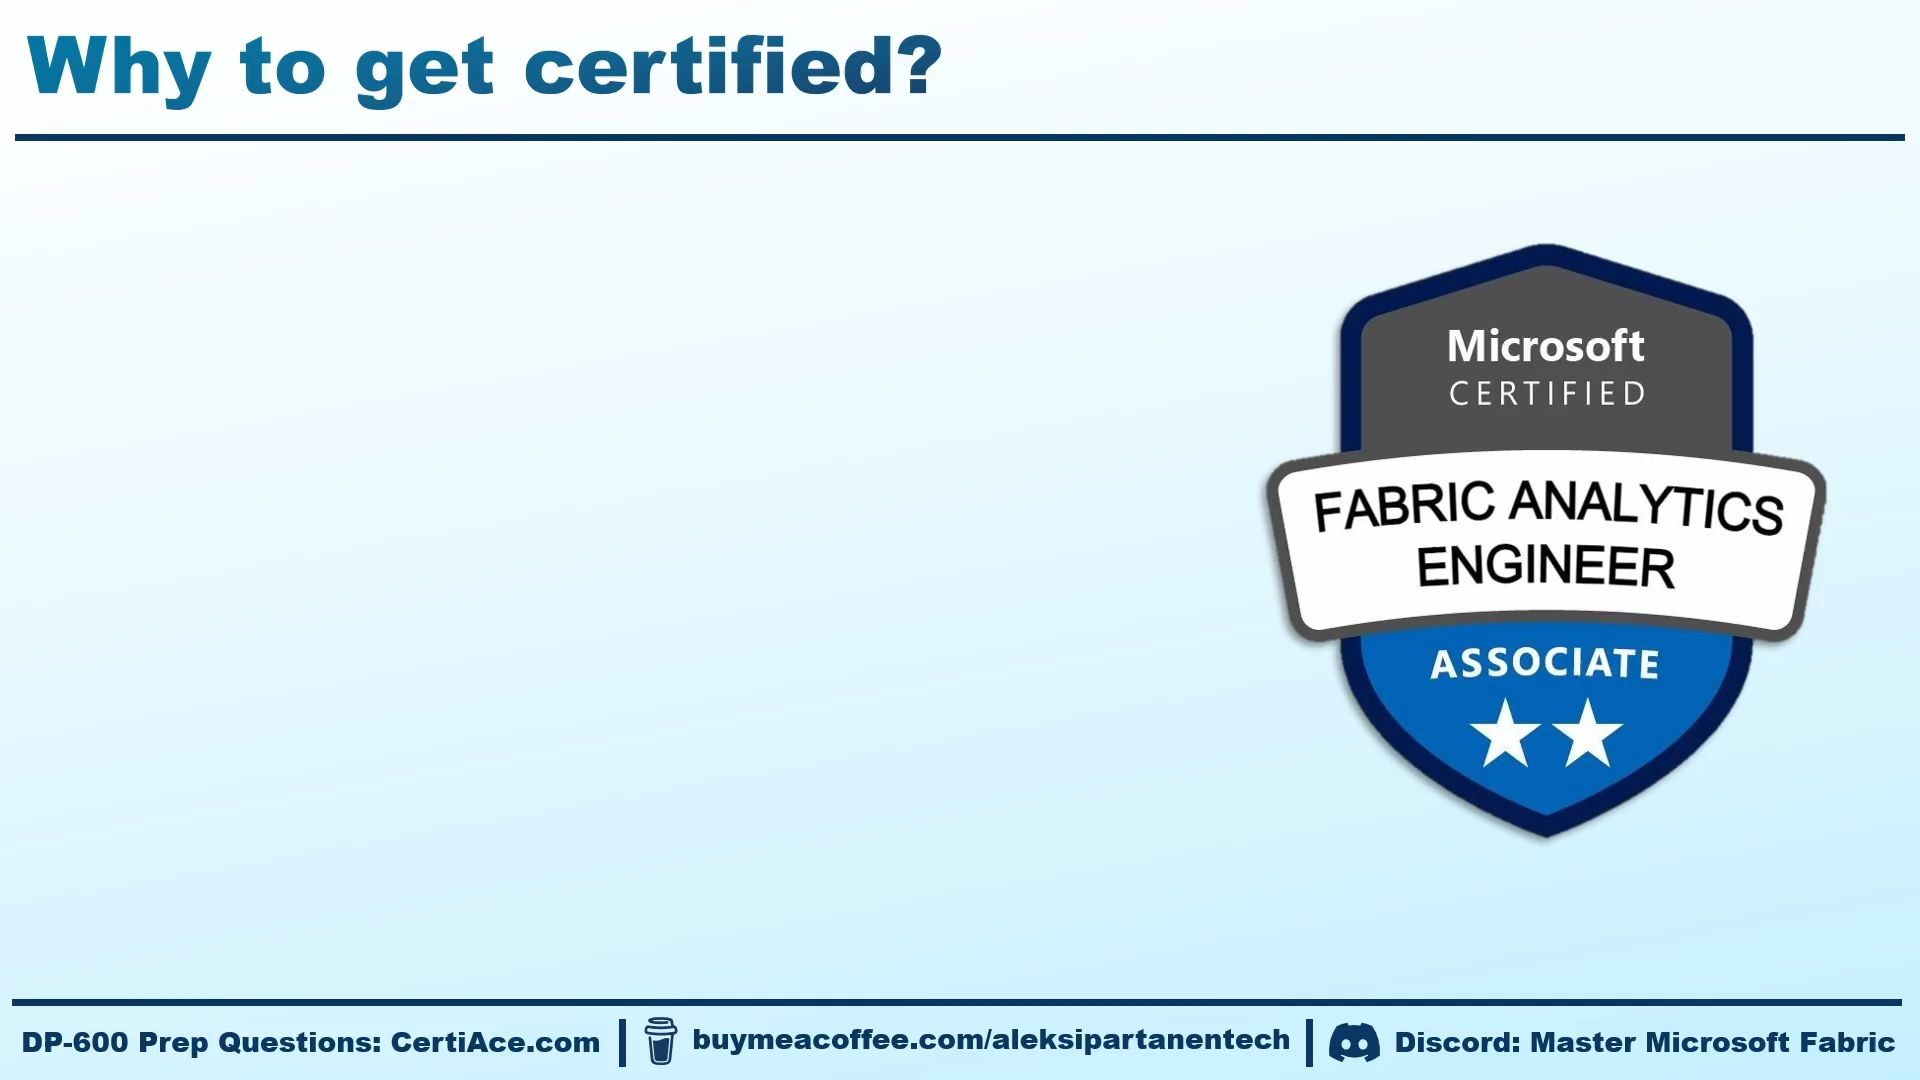 Why to get certified?
Microsoft
CERTIFIED
FABRIC ANALYTICS
ENGINEER
ASSOCIATE
DP-600 Prep Questions: CertiAce.com
buymeacoffee.com/aleksipartanentech
Discord: Master Microsoft Fabric